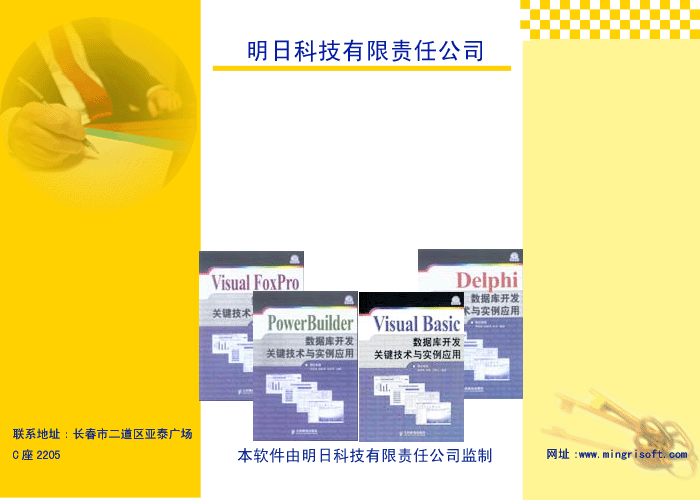 明日科技有限责任公司
Visual FoxPro
关键技
Delphi
数据库开发
术与实例应用
PowerBuilder
数据库开发
关键技术与实例应用
Visual Basic
数据库开发
关键技术与实例应用
联系地址：长春市二道区亚泰广场
C座2205
本软件由明日科技有限责任公司监制
网址:www.mingrisoft.com